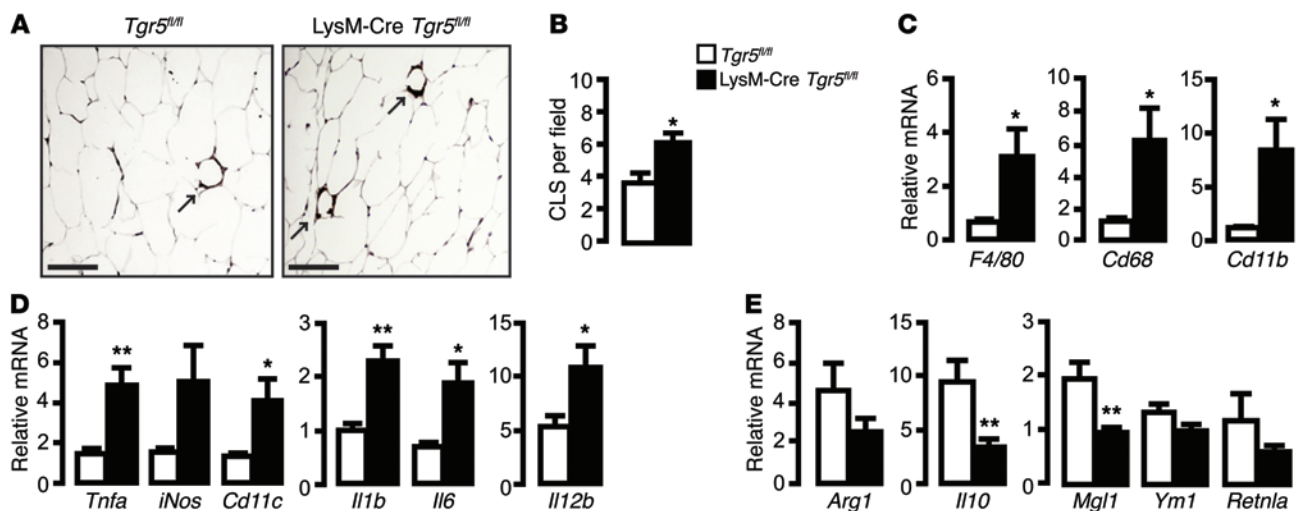 A
Tgr5fl/fl
LysM-Cre Tgr5fl/fl
B
Tgr5fl/fl
LysM-Cre Tgr5fl/fl
CLS per field
10
8
6
4
2
0
*
C
Relative mRNA
6
4
2
0
*
F4/80
10
8
6
4
2
0
*
Cd68
15
10
5
0
*
Cd11b
D
Relative mRNA
8
6
4
2
0
**
*
Tnfa iNos Cd11c
3
2
1
0
**
*
Il1b Il6
15
10
5
0
*
Il12b
E
Relative mRNA
8
6
4
2
0
Arg1
15
10
5
0
**
Il10
3
2
1
0
**
Mgl1 Ym1 Retnla